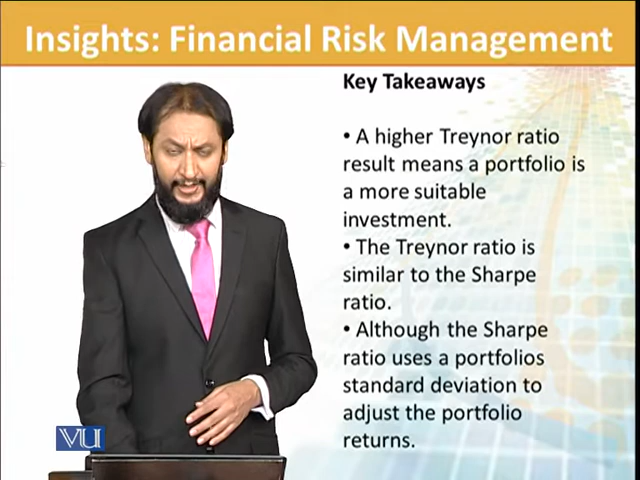 Insights: Financial Risk Management
Key Takeaways
• A higher Treynor ratio
result means a portfolio is
a more suitable
investment.
• The Treynor ratio is
similar to the Sharpe
ratio.
• Although the Sharpe
ratio uses a portfolios
standard deviation to
adjust the portfolio
returns.
VU